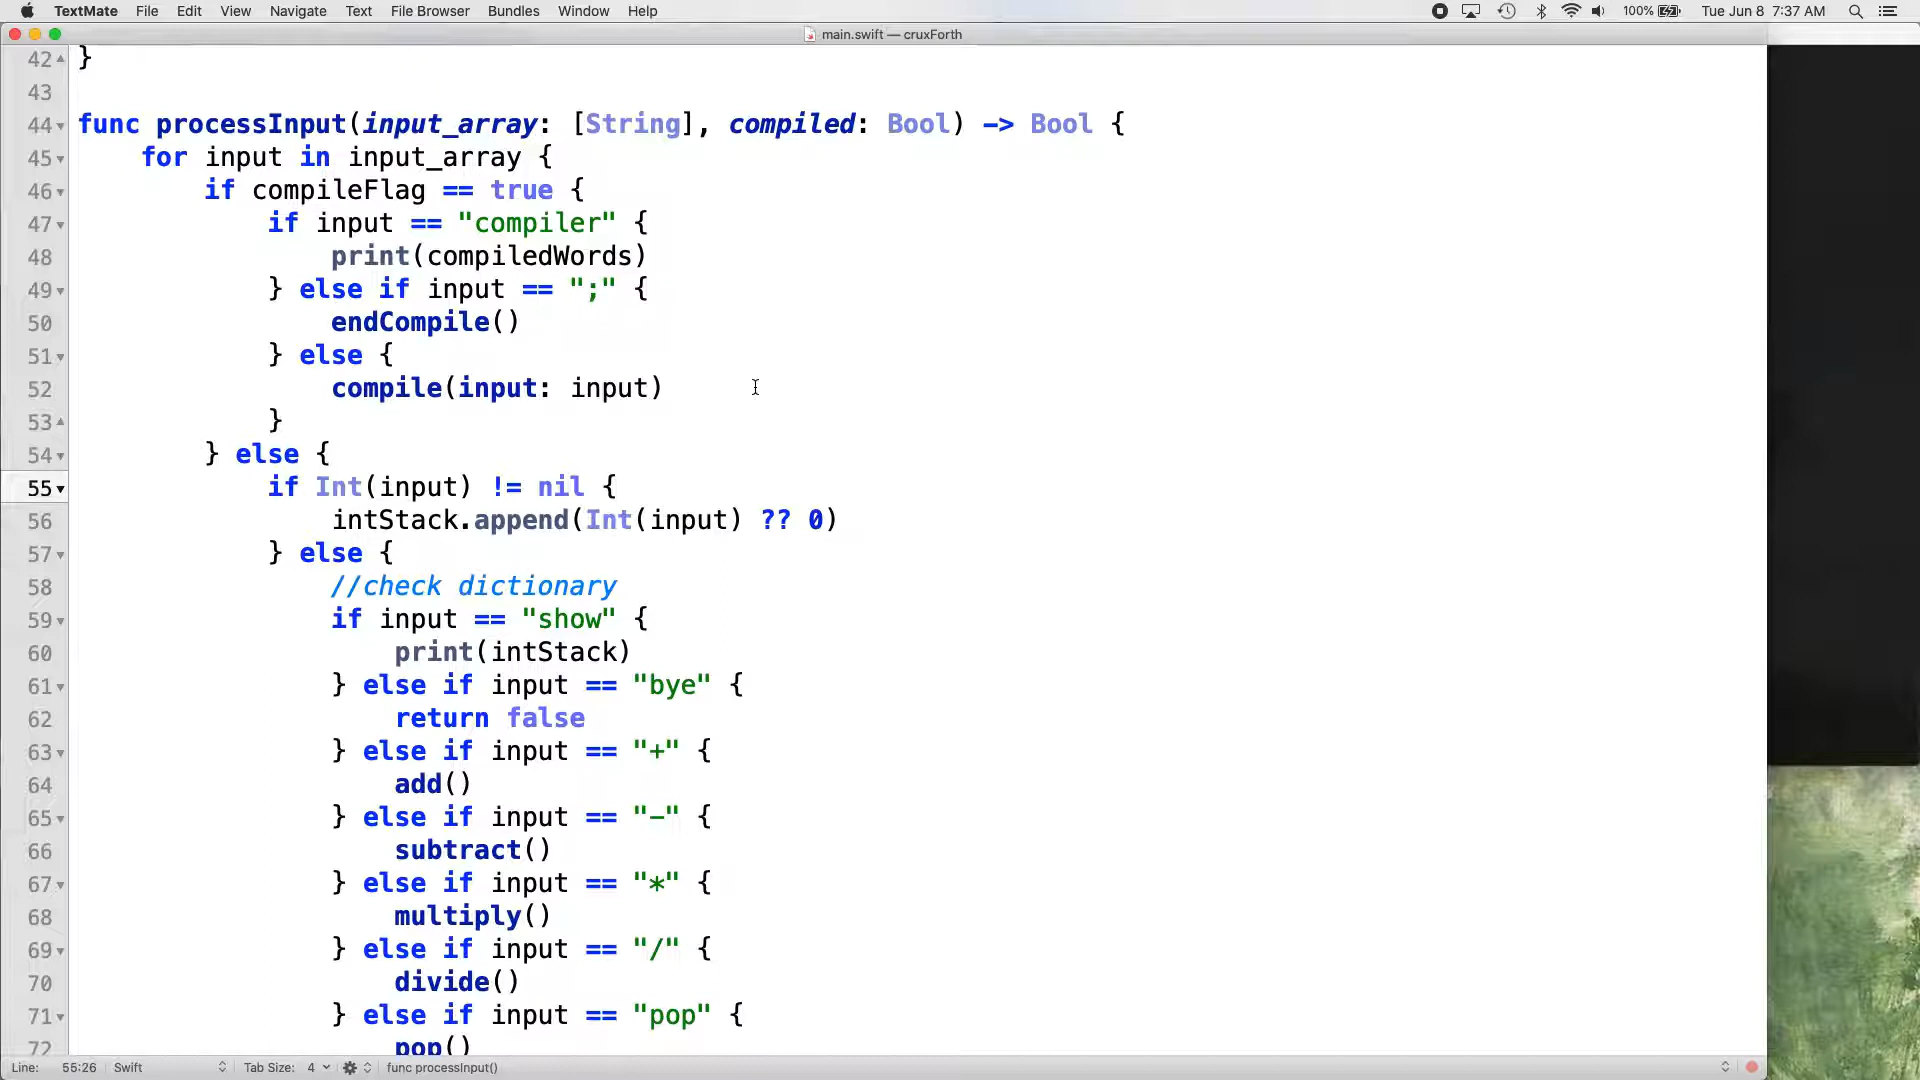 TextMate File Edit View Navigate Text File Browser Bundles Window Help 100% Tue Jun 8 7:37 AM
main.swift — cruxForth
42 }
43
44 func processInput(input_array: [String], compiled: Bool) -> Bool {
45 for input in input_array {
46 if compileFlag == true {
47 if input == "compiler" {
48 print(compiledWords)
49 } else if input == ";" {
50 endCompile()
51 } else {
52 compile(input: input)
53 }
54 } else {
55 if Int(input) != nil {
56 intStack.append(Int(input) ?? 0)
57 } else {
58 //check dictionary
59 if input == "show" {
60 print(intStack)
61 } else if input == "bye" {
62 return false
63 } else if input == "+" {
64 add()
65 } else if input == "-" {
66 subtract()
67 } else if input == "*" {
68 multiply()
69 } else if input == "/" {
70 divide()
71 } else if input == "pop" {
72 pop()
Line: 55:26 Swift Tab Size: 4 func processInput()